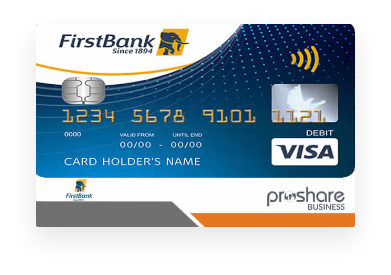 FirstBank
Since 1894
1234 5678 9101 1121
0000
VALID FROM UNTIL END
DEBIT
00/00 - 00/00
VISA
CARD HOLDER'S NAME
FirstBank
proshare
BUSINESS